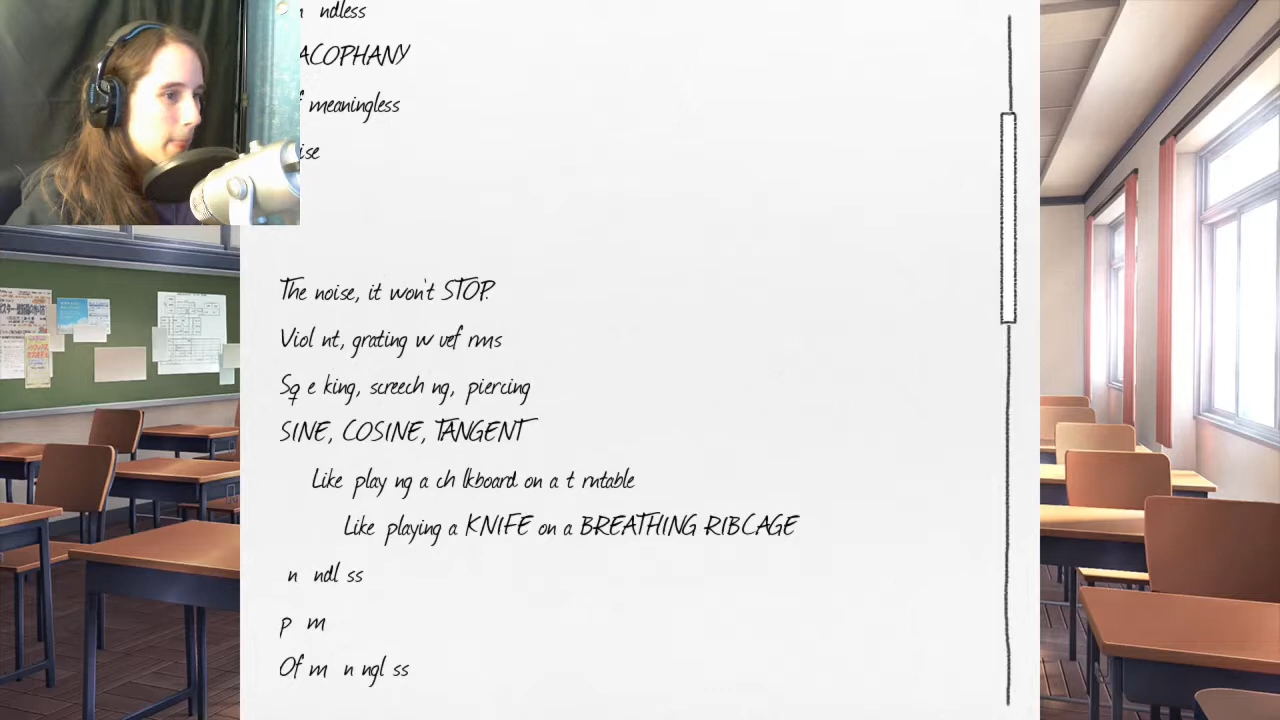 n ndless
ACOPHANY
f meaningless
ise
The noise, it won't STOP.
Viol nt, grating w vef rms
Sq e king, screech ng, piercing
SINE, COSINE, TANGENT
Like play ng a ch lkboard on a t rntable
Like playing a KNIFE on a BREATHING RIBCAGE
n ndl ss
p m
Of m n ngl ss